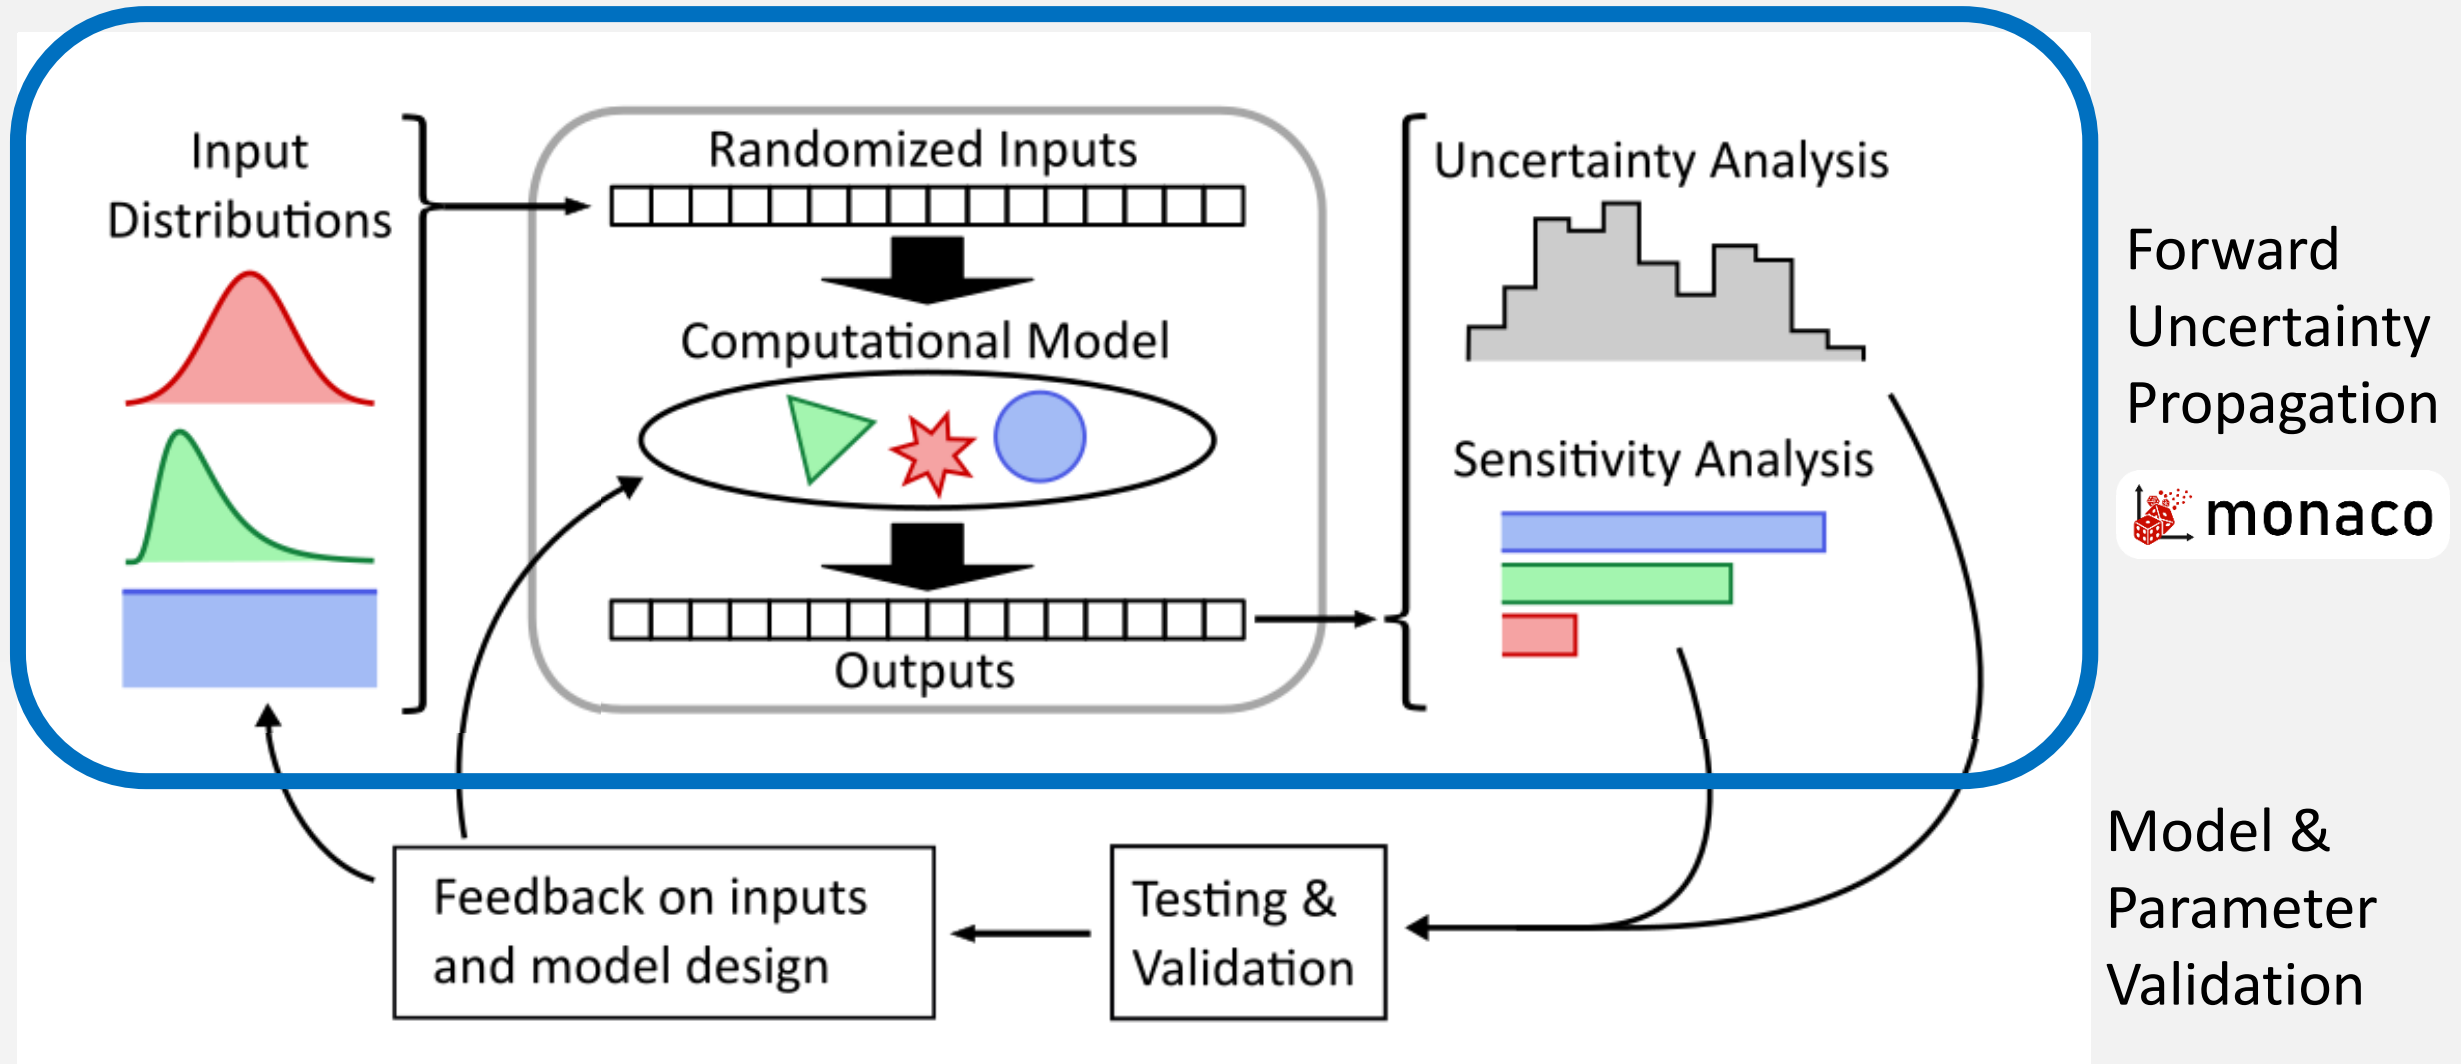 Input
Distributions
Randomized Inputs
Computational Model
Outputs
Uncertainty Analysis
Sensitivity Analysis
Forward
Uncertainty
Propagation
monaco
Feedback on inputs
and model design
Testing &
Validation
Model &
Parameter
Validation